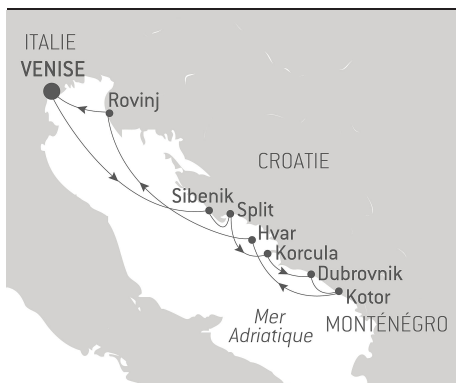 ITALIE
VENISE
Rovinj
CROATIE
Sibenik
Split
Hvar
Korcula
Dubrovnik
Kotor
Mer
Adriatique
MONTÉNÉGRO